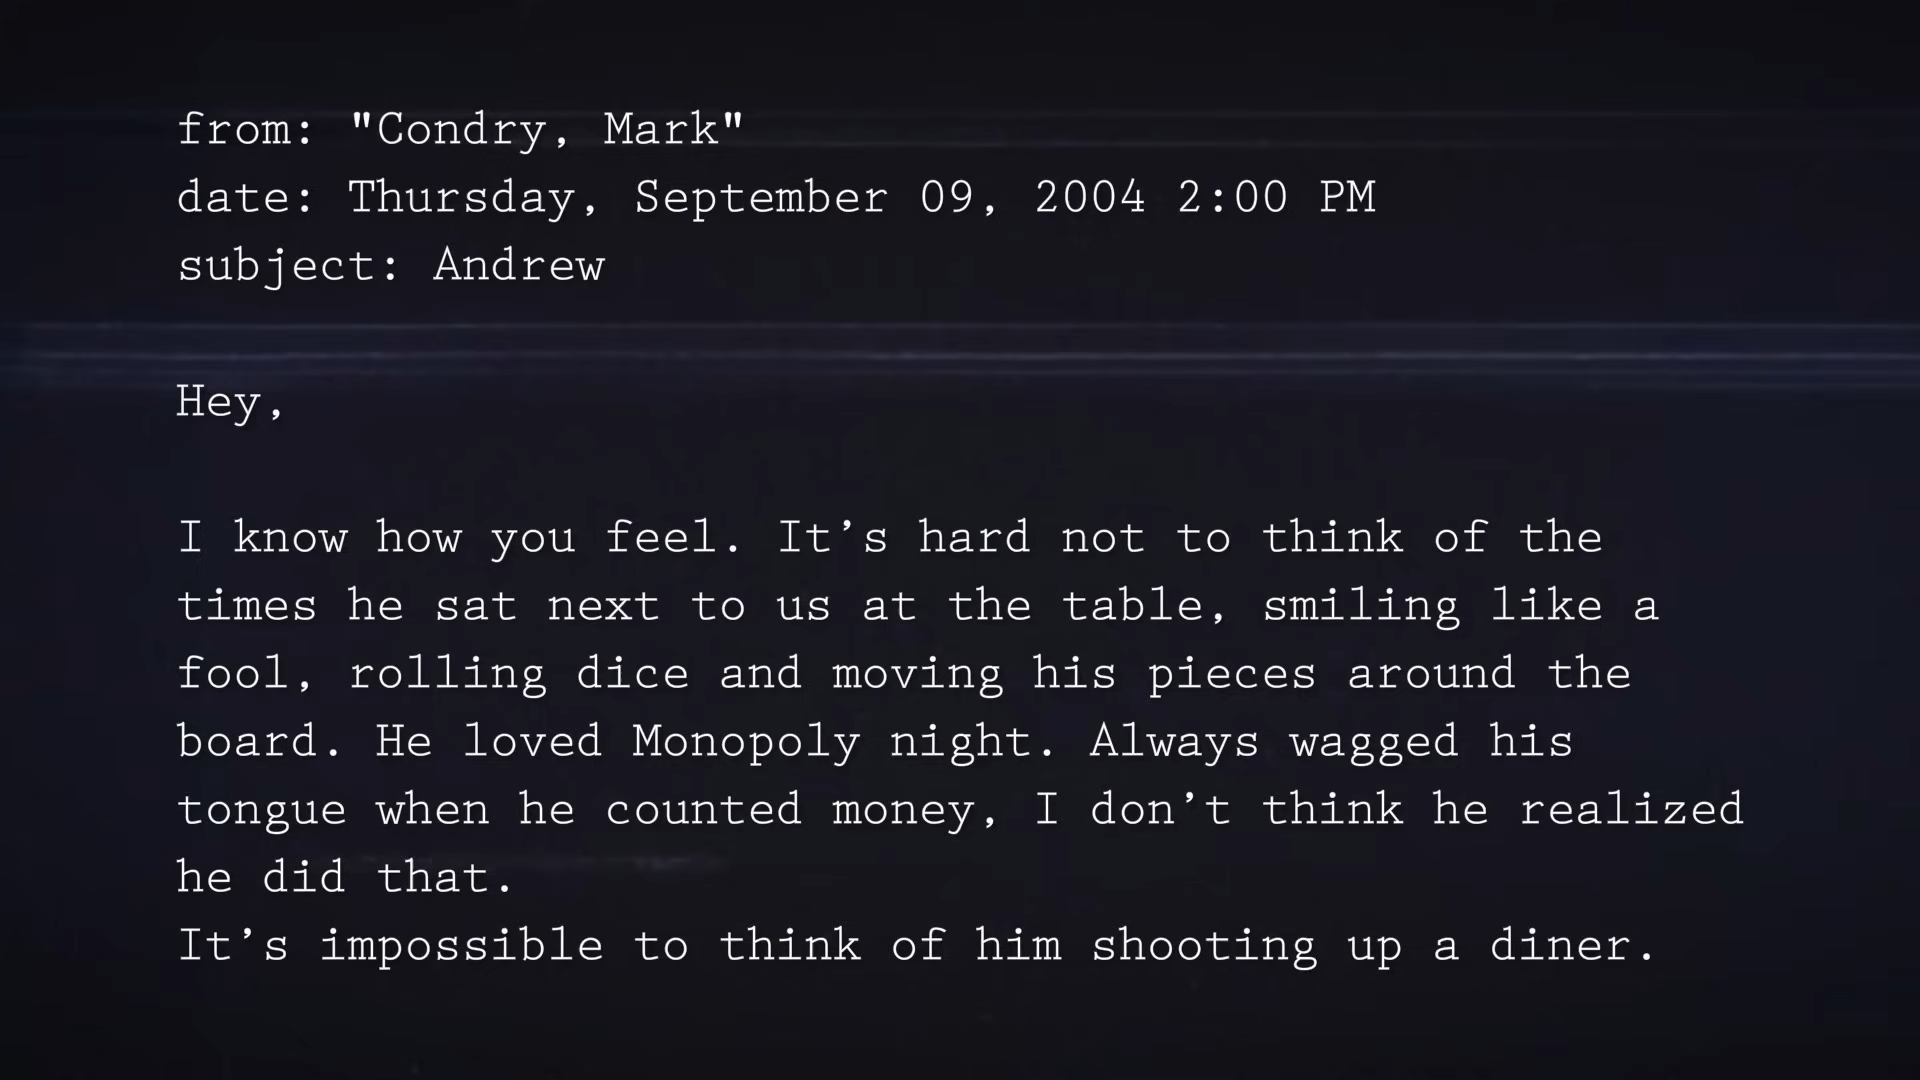 from: "Condry, Mark"
date: Thursday, September 09, 2004 2:00 PM
subject: Andrew
Hey,
I know how you feel. It’s hard not to think of the
times he sat next to us at the table, smiling like a
fool, rolling dice and moving his pieces around the
board. He loved Monopoly night. Always wagged his
tongue when he counted money, I don’t think he realized
he did that.
It’s impossible to think of him shooting up a diner.